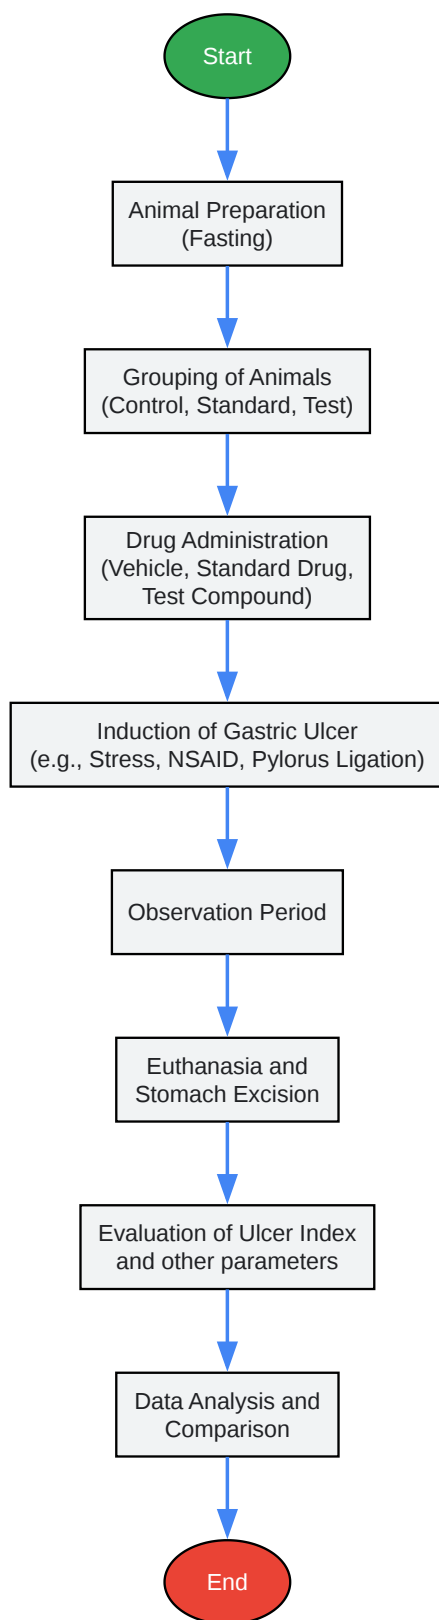 Start
Animal Preparation
(Fasting)
Grouping of Animals
(Control, Standard, Test)
Drug Administration
(Vehicle, Standard Drug,
Test Compound)
Induction of Gastric Ulcer
(e.g., Stress, NSAID, Pylorus Ligation)
Observation Period
Euthanasia and
Stomach Excision
Evaluation of Ulcer Index
and other parameters
Data Analysis and
Comparison
End